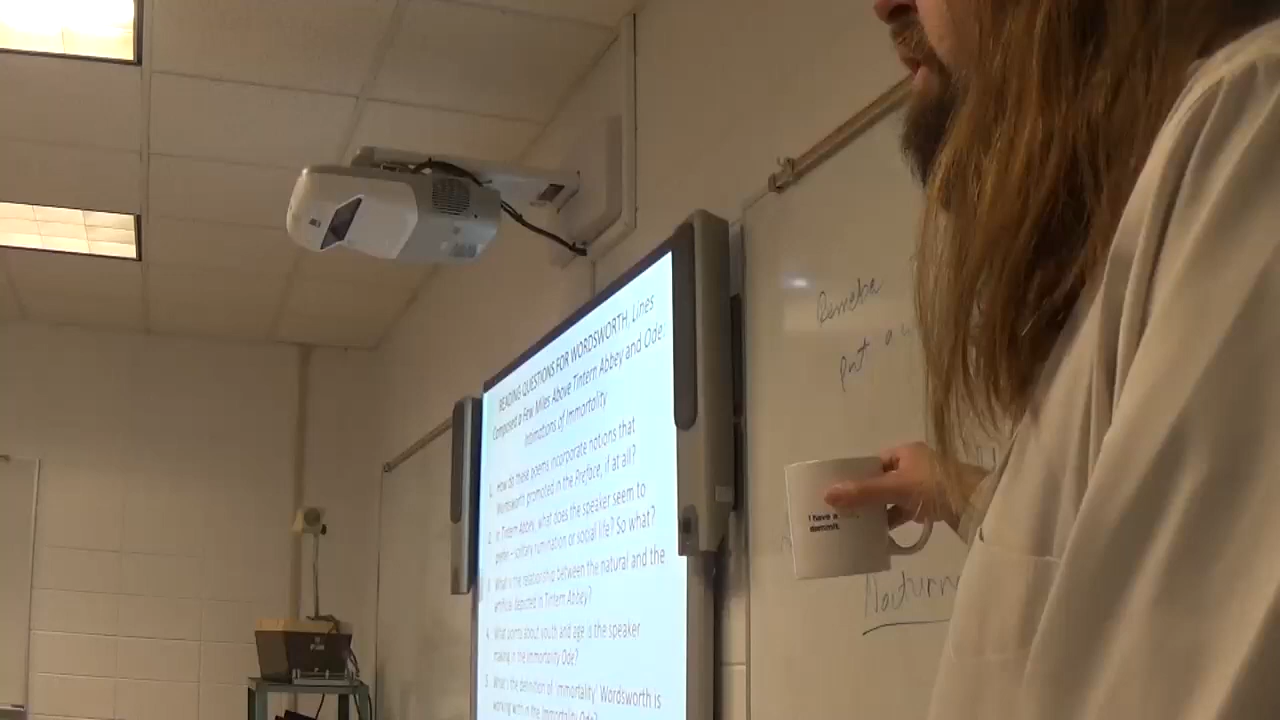 READING QUESTIONS FOR WORDSWORTH, Lines
Composed a Few Miles Above Tintern Abbey and Ode:
Intimations of Immortality
1. How do these poems incorporate notions that
Wordsworth promoted in the Preface, if at all?
2. In Tintern Abbey, what does the speaker seem to
prefer – solitary rumination or social life? So what?
3. What's the relationship between the natural and the
artificial depicted in Tintern Abbey?
4. What points about youth and age is the speaker
making in the Immortality Ode?
5. What's the definition of 'immortality' Wordsworth is
working with in the Immortality Ode?
Remebe
put a
I have a
dammit.
Nocturn